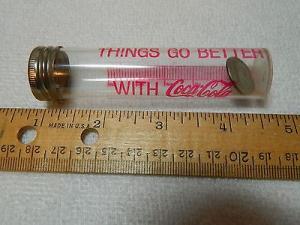 THINGS GO BETTER
WITH Coca-Cola
1 2 3 4 5
MADE IN U.S.A.